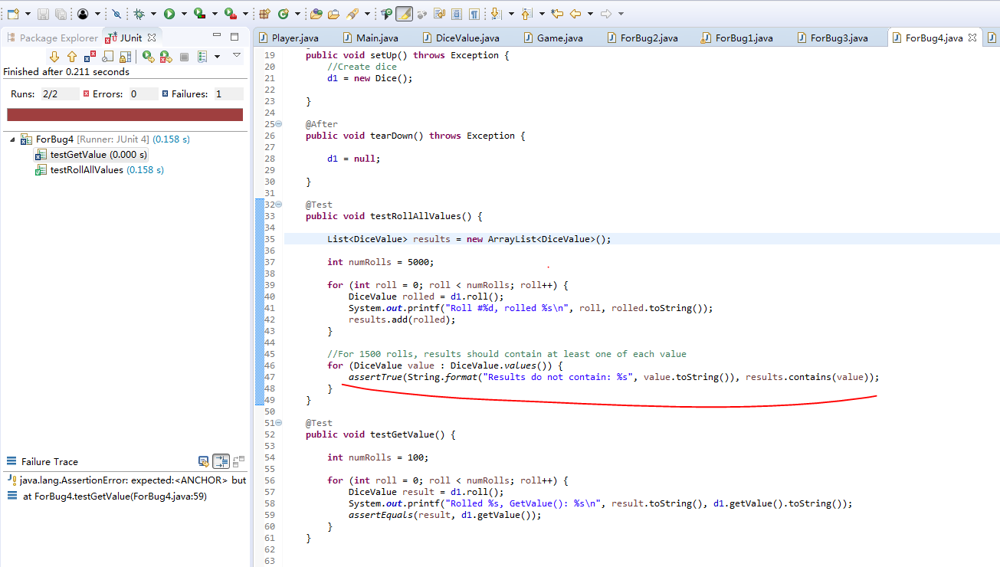 Package Explorer JUnit
Finished after 0.211 seconds
Runs: 2/2 Errors: 0 Failures: 1
ForBug4 [Runner: JUnit 4] (0.158 s)
testGetValue (0.000 s)
testRollAllValues (0.158 s)
Failure Trace
java.lang.AssertionError: expected:<ANCHOR> but
at ForBug4.testGetValue(ForBug4.java:59)
Player.java Main.java DiceValue.java Game.java ForBug2.java ForBug1.java ForBug3.java ForBug4.java
19 public void setUp() throws Exception {
20 //Create dice
21 d1 = new Dice();
22
23 }
24
25 @After
26 public void tearDown() throws Exception {
27
28 d1 = null;
29
30 }
31
32 @Test
33 public void testRollAllValues() {
34
35 List<DiceValue> results = new ArrayList<DiceValue>();
36
37 int numRolls = 5000;
38
39 for (int roll = 0; roll < numRolls; roll++) {
40 DiceValue rolled = d1.roll();
41 System.out.printf("Roll #%d, rolled %s\n", roll, rolled.toString());
42 results.add(rolled);
43 }
44
45 //For 1500 rolls, results should contain at least one of each value
46 for (DiceValue value : DiceValue.values()) {
47 assertTrue(String.format("Results do not contain: %s", value.toString()), results.contains(value));
48 }
49 }
50
51 @Test
52 public void testGetValue() {
53
54 int numRolls = 100;
55
56 for (int roll = 0; roll < numRolls; roll++) {
57 DiceValue result = d1.roll();
58 System.out.printf("Rolled %s, GetValue(): %s\n", result.toString(), d1.getValue().toString());
59 assertEquals(result, d1.getValue());
60 }
61 }
62
63